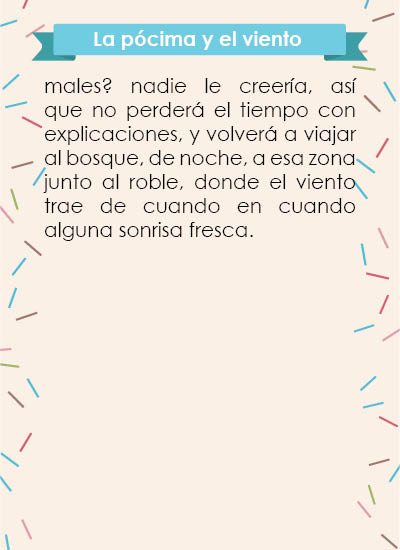 La pócima y el viento
males? nadie le creería, así
que no perderá el tiempo con
explicaciones, y volverá a viajar
al bosque, de noche, a esa zona
junto al roble, donde el viento
trae de cuando en cuando
alguna sonrisa fresca.